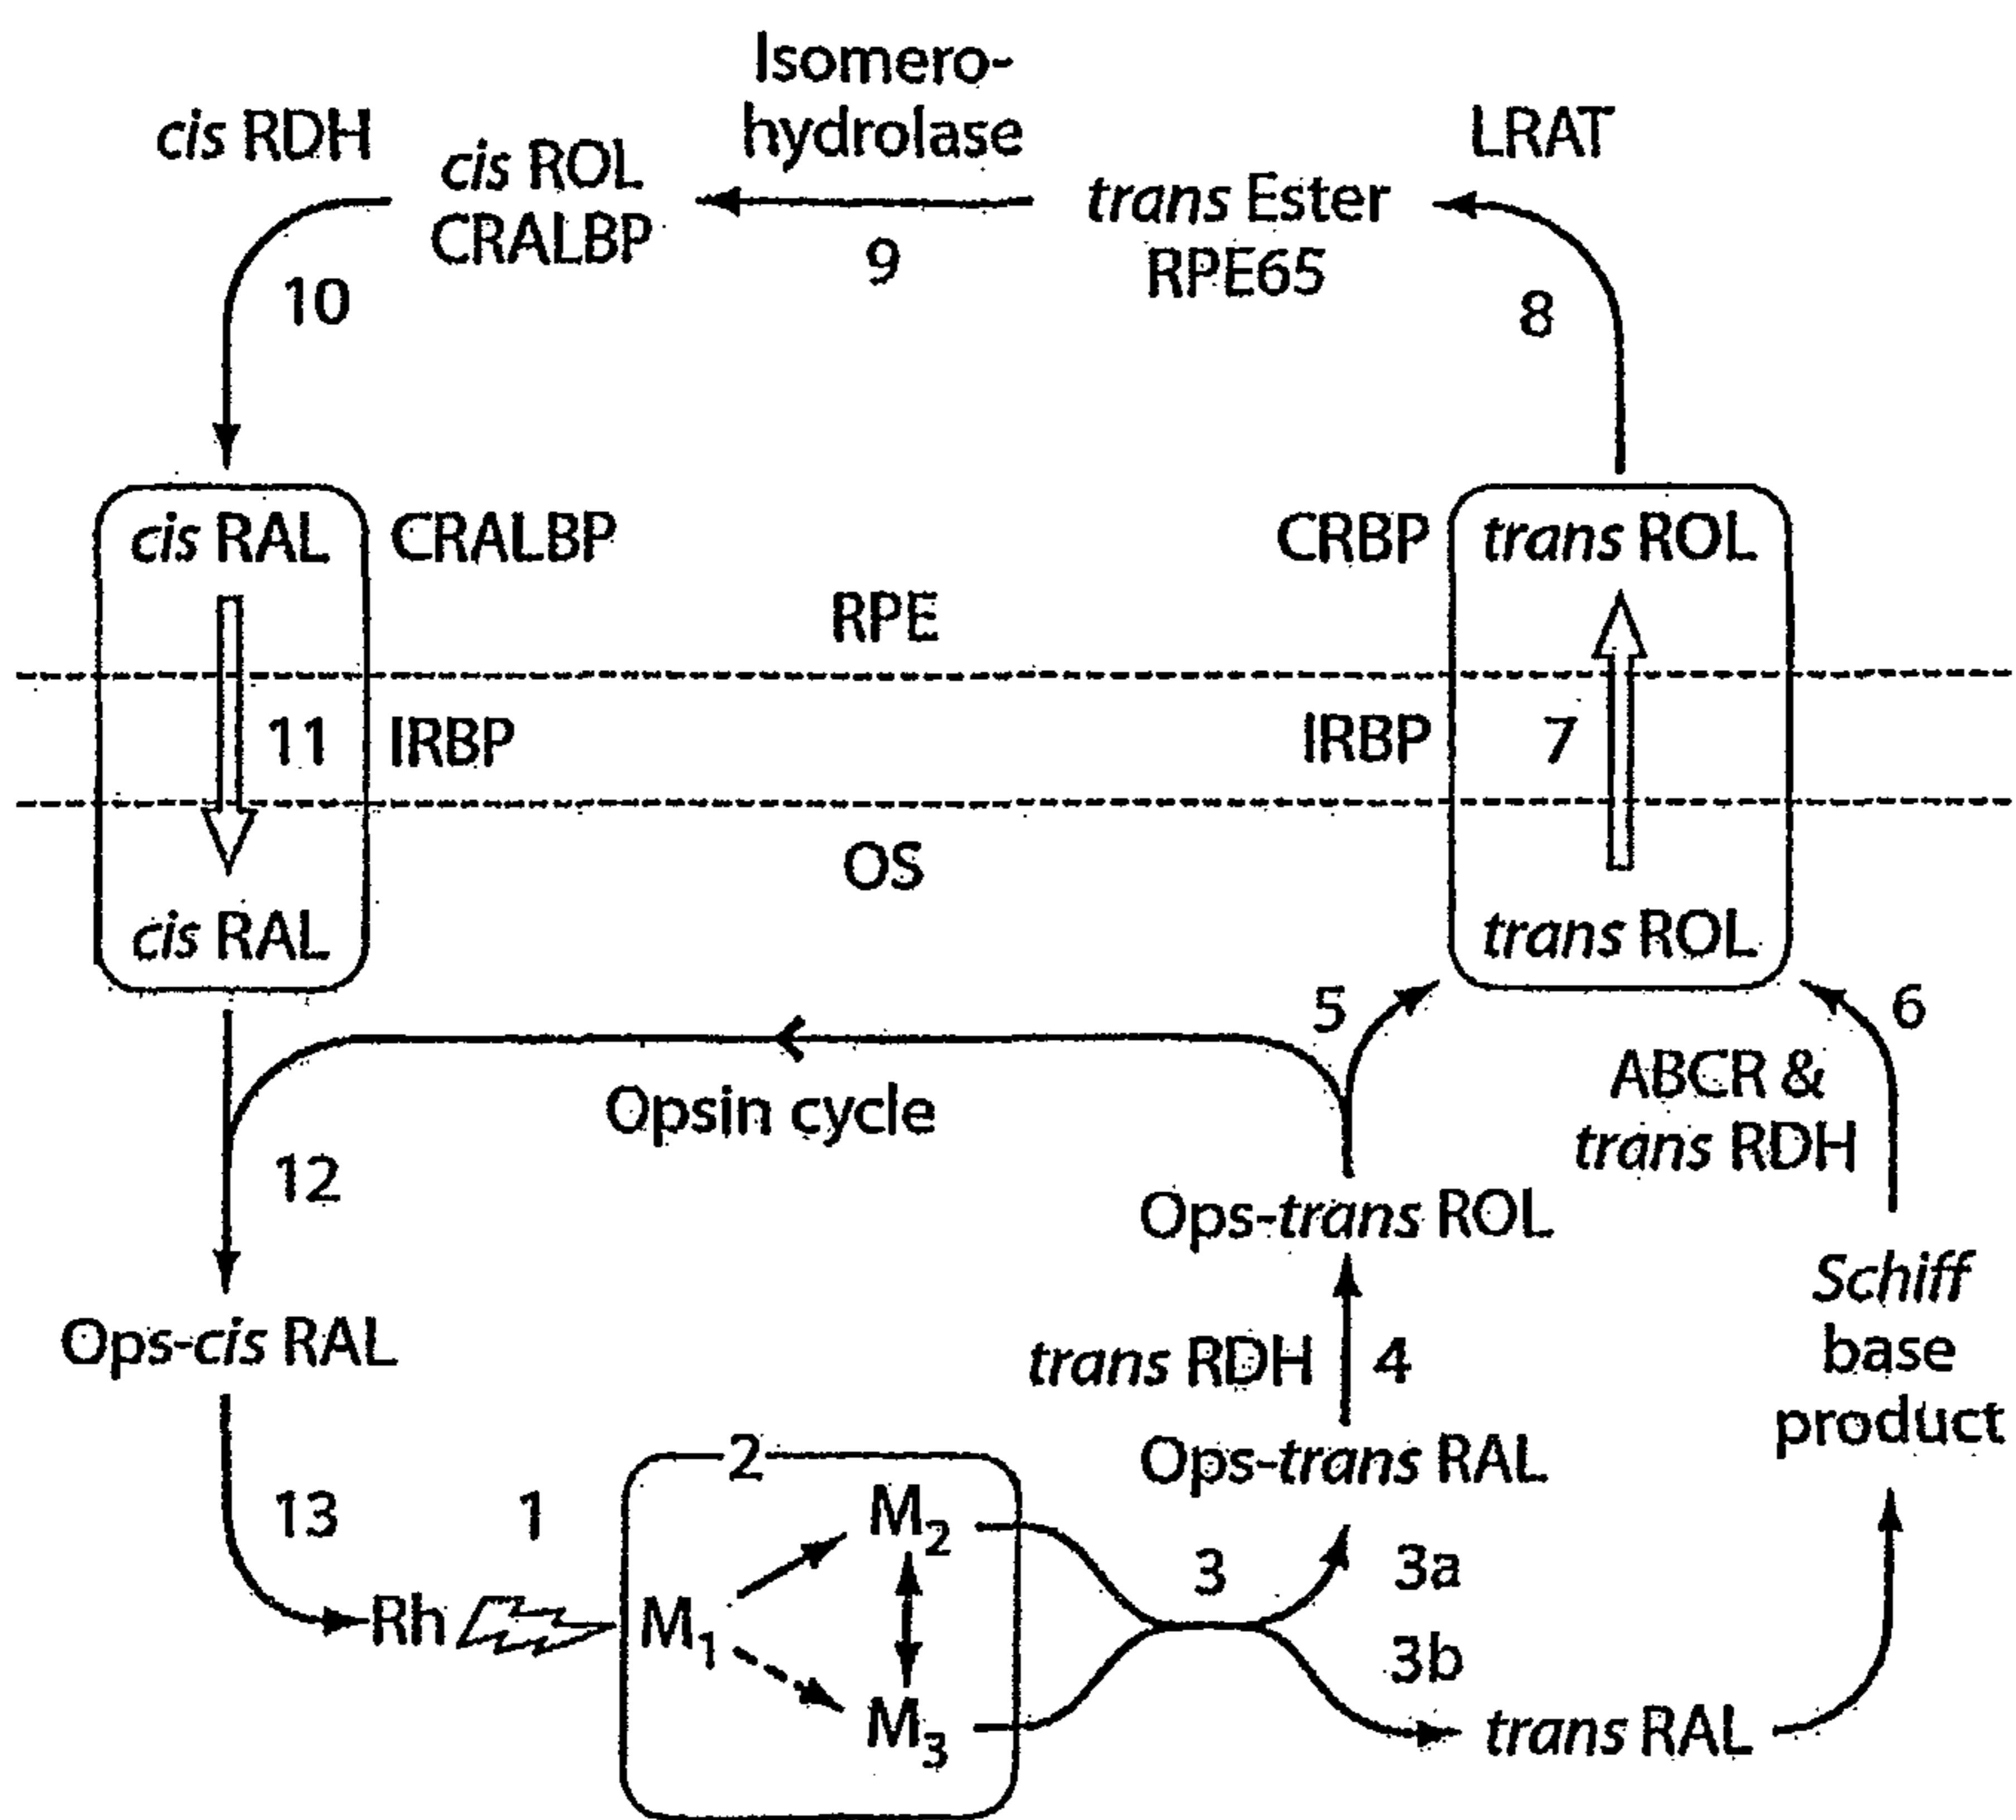 Isomero-
hydrolase
cis RDH
cis ROL
CRALBP
9
trans Ester
RPE65
LRAT
10
8
cis RAL
CRALBP
CRBP
trans ROL
RPE
11
IRBP
IRBP
7
OS
cis RAL
trans ROL
5
6
Opsin cycle
ABCR &
trans RDH
12
Ops-trans ROL
Schiff
base
product
Ops-cis RAL
trans RDH
4
Ops-trans RAL
13
1
2
M2
3
3a
Rh
M1
3b
M3
trans RAL